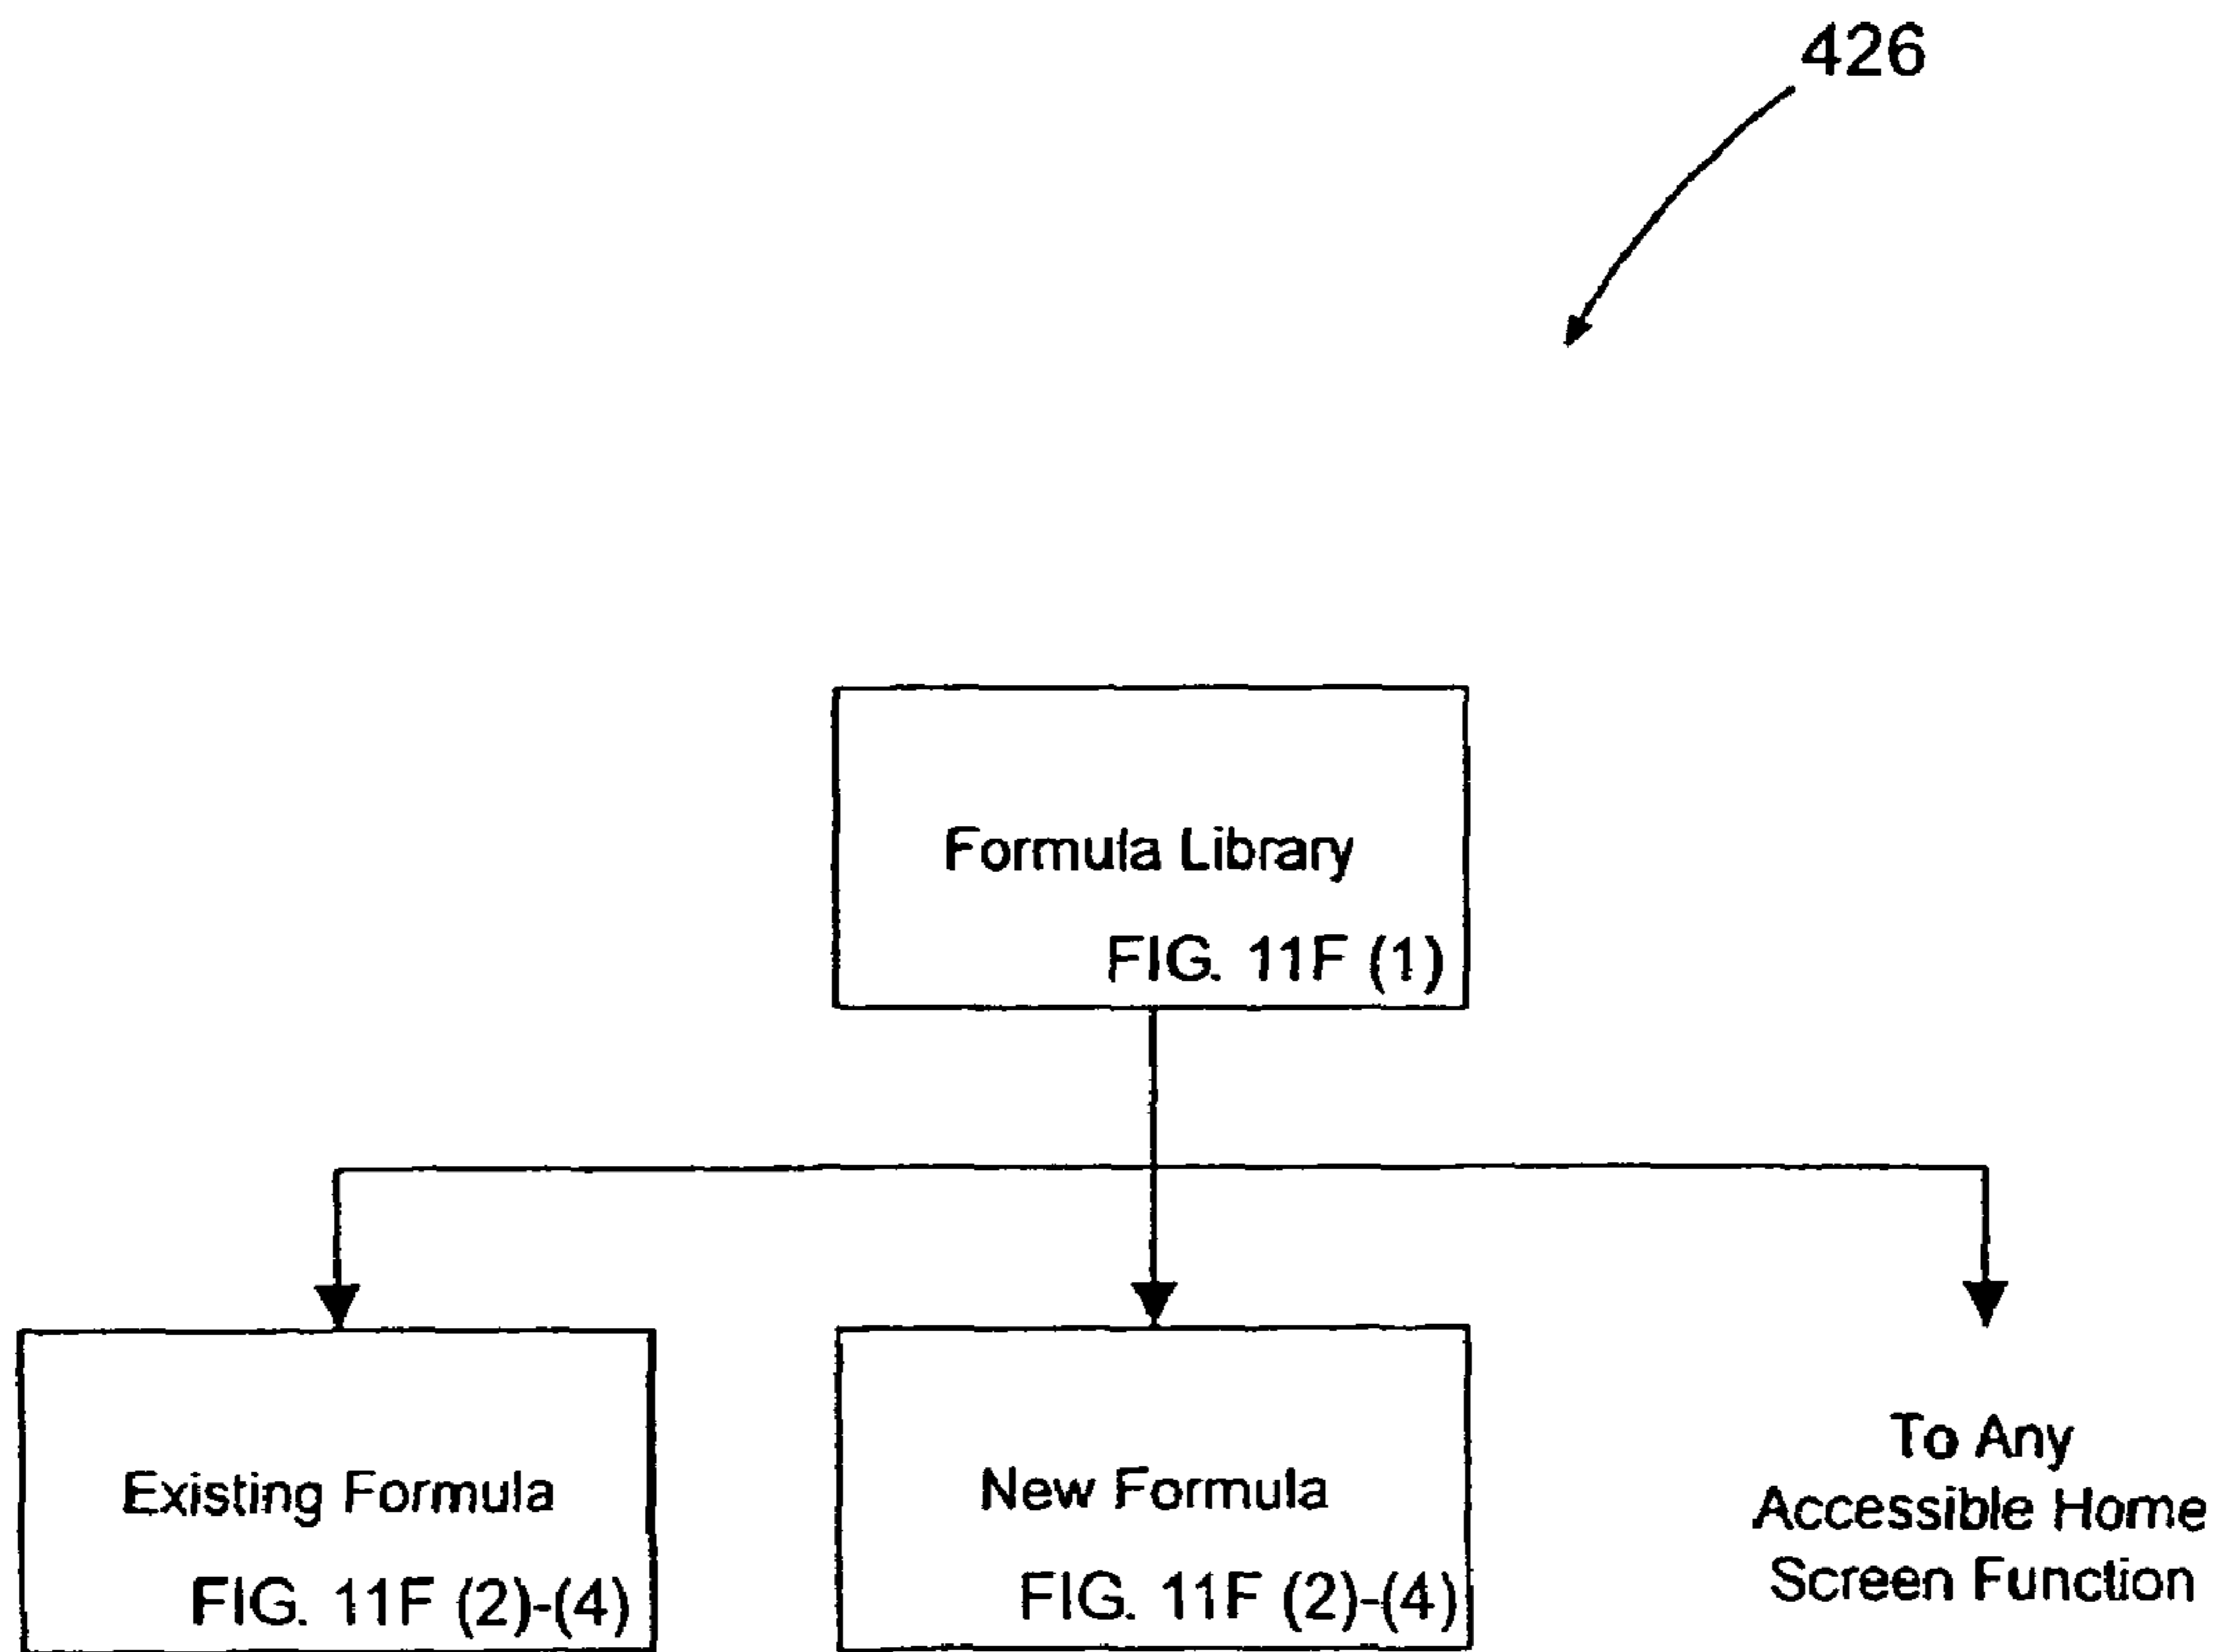 426
Formula Library
FIG. 11F (1)
Existing Formula
FIG. 11F (2)-(4)
New Formula
FIG. 11F (2)-(4)
To Any
Accessible Home
Screen Function